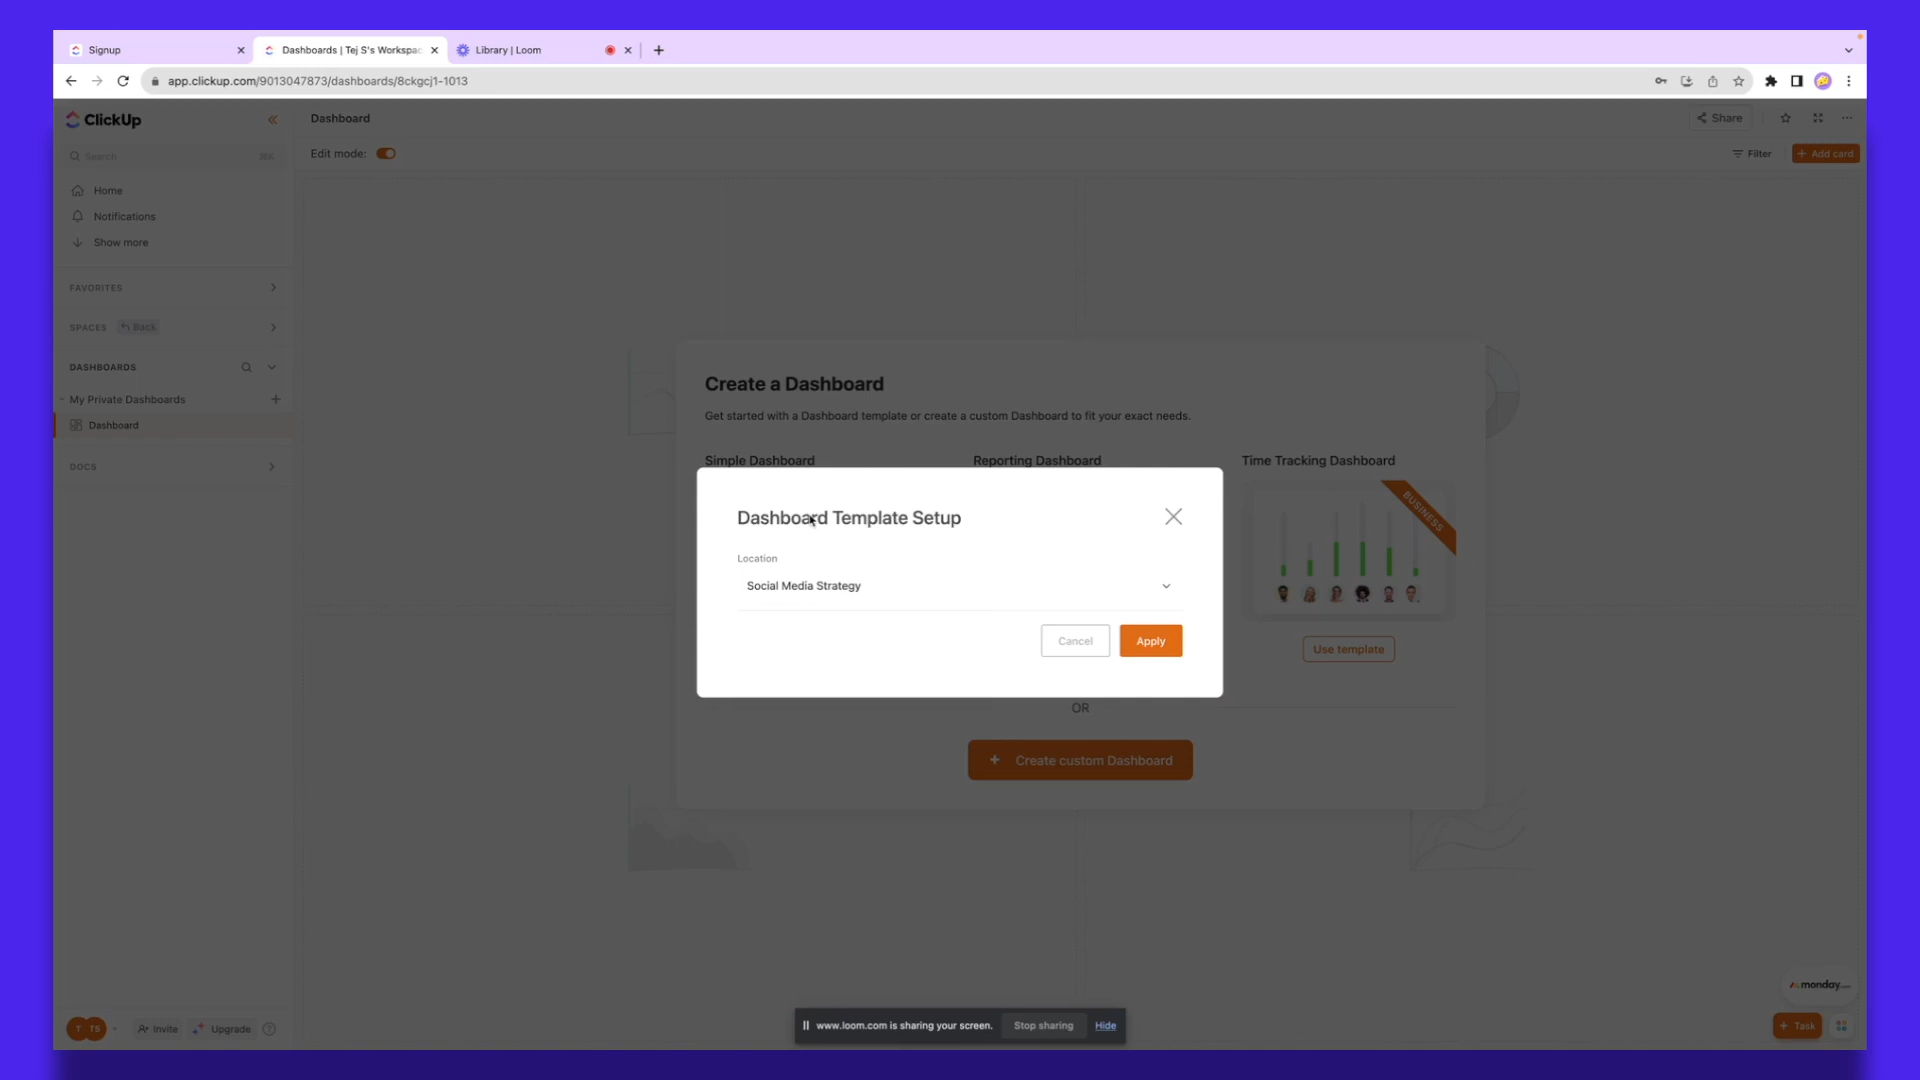 Signup
Dashboards | Tej S's Workspac
Library | Loom
app.clickup.com/9013047873/dashboards/8ckgcj1-1013
ClickUp
Dashboard
Share
Search
⌘K
Edit mode:
Filter
+ Add card
Home
Notifications
Show more
FAVORITES
SPACES
Back
DASHBOARDS
My Private Dashboards
Dashboard
DOCS
Create a Dashboard
Get started with a Dashboard template or create a custom Dashboard to fit your exact needs.
Simple Dashboard
Reporting Dashboard
Time Tracking Dashboard
BUSINESS
Dashboard Template Setup
Location
Social Media Strategy
Cancel
Apply
Use template
OR
+ Create custom Dashboard
monday.com
T
TS
Invite
Upgrade
www.loom.com is sharing your screen.
Stop sharing
Hide
+ Task